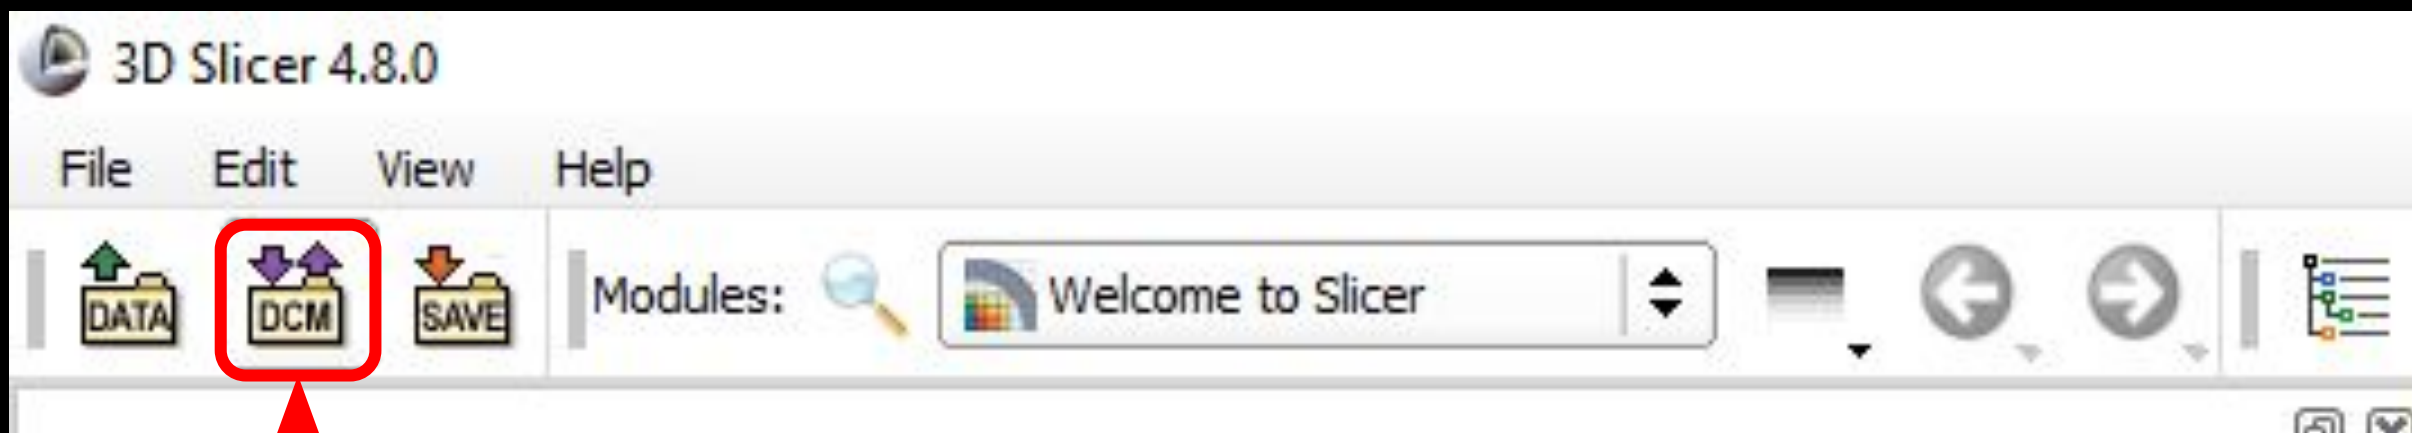 3D Slicer 4.8.0
File Edit View Help
DATA DCM SAVE Modules: Welcome to Slicer